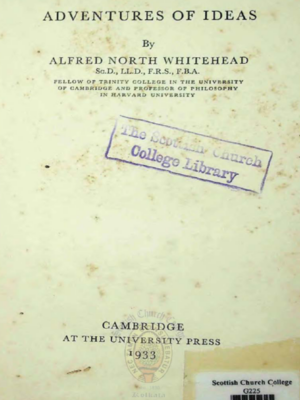 ADVENTURES OF IDEAS
By
ALFRED NORTH WHITEHEAD
Sc.D., LL.D., F.R.S., F.B.A.
FELLOW OF TRINITY COLLEGE IN THE UNIVERSITY
OF CAMBRIDGE AND PROFESSOR OF PHILOSOPHY
IN HARVARD UNIVERSITY
The Scottish Church
College Library
CAMBRIDGE
AT THE UNIVERSITY PRESS
1933
Scottish Church College
G225